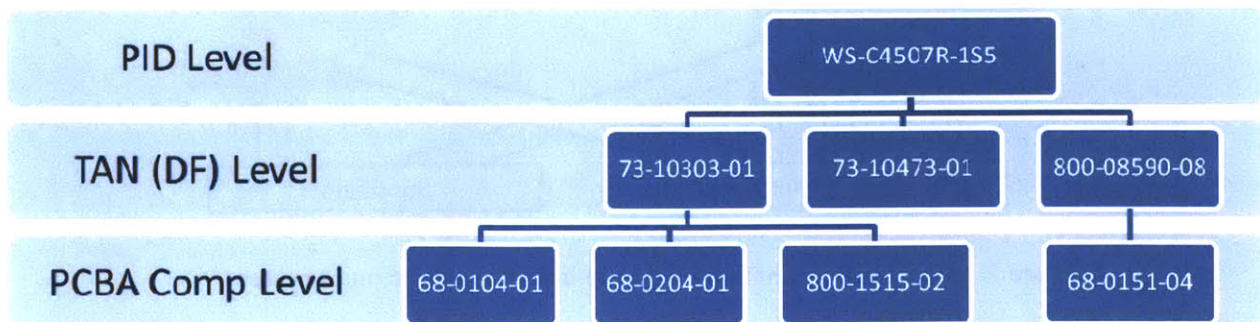 PID Level
WS-C4507R-1S5
TAN (DF) Level
73-10303-01
73-10473-01
800-08590-08
PCBA Comp Level
68-0104-01
68-0204-01
800-1515-02
68-0151-04